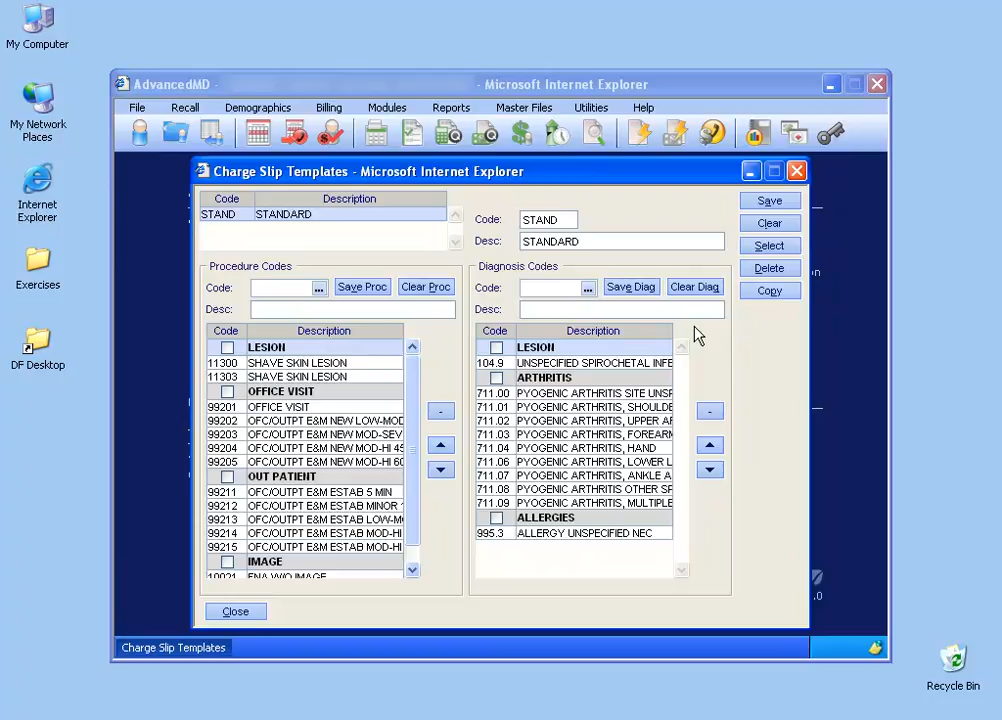 My Computer
My Network
Places
Internet
Explorer
Exercises
DF Desktop
Recycle Bin
AdvancedMD - - Microsoft Internet Explorer
File Recall Demographics Billing Modules Reports Master Files Utilities Help
Charge Slip Templates - Microsoft Internet Explorer
Code Description
STAND STANDARD
Code: STAND
Desc: STANDARD
Save
Clear
Select
Delete
Copy
Procedure Codes
Code: ... Save Proc Clear Proc
Desc:
Code Description
LESION
11300 SHAVE SKIN LESION
11303 SHAVE SKIN LESION
OFFICE VISIT
99201 OFFICE VISIT
99202 OFC/OUTPT E&M NEW LOW-MOD
99203 OFC/OUTPT E&M NEW MOD-SEV
99204 OFC/OUTPT E&M NEW MOD-HI 45
99205 OFC/OUTPT E&M NEW MOD-HI 60
OUT PATIENT
99211 OFC/OUTPT E&M ESTAB 5 MIN
99212 OFC/OUTPT E&M ESTAB MINOR
99213 OFC/OUTPT E&M ESTAB LOW-M
99214 OFC/OUTPT E&M ESTAB MOD-HI
99215 OFC/OUTPT E&M ESTAB MOD-HI
IMAGE
10021 FNA W/O IMAGE
-
Diagnosis Codes
Code: ... Save Diag Clear Diag
Desc:
Code Description
LESION
104.9 UNSPECIFIED SPIROCHETAL INFE
ARTHRITIS
711.00 PYOGENIC ARTHRITIS SITE UNSP
711.01 PYOGENIC ARTHRITIS, SHOULDE
711.02 PYOGENIC ARTHRITIS, UPPER AF
711.03 PYOGENIC ARTHRITIS, FOREARM
711.04 PYOGENIC ARTHRITIS, HAND
711.06 PYOGENIC ARTHRITIS, LOWER L
711.07 PYOGENIC ARTHRITIS, ANKLE A
711.08 PYOGENIC ARTHRITIS OTHER SP
711.09 PYOGENIC ARTHRITIS, MULTIPLE
ALLERGIES
995.3 ALLERGY UNSPECIFIED NEC
-
Close
n
.0
Charge Slip Templates